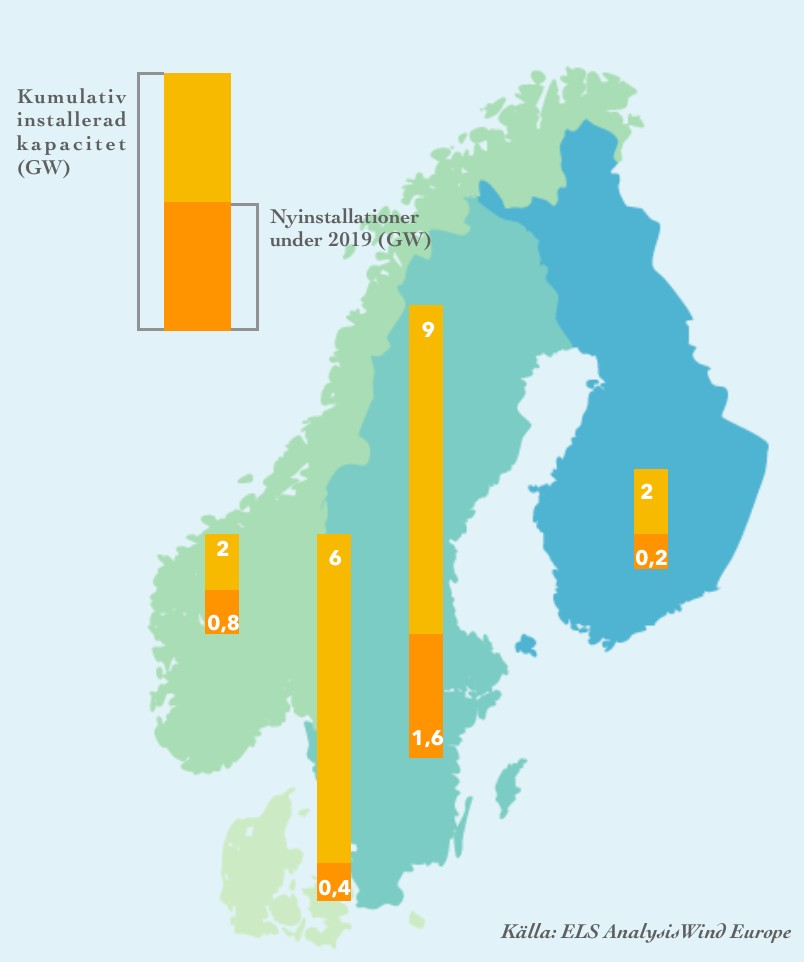 Kumulativ
installerad
kapacitet
(GW)
Nyinstallationer
under 2019 (GW)
9
2
0,2
2
0,8
6
1,6
0,4
Källa: ELS AnalysisWind Europe